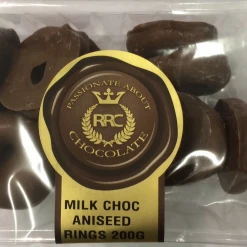 PASSIONATE ABOUT
RRC
CHOCOLATE
MILK CHOC
ANISEED
RINGS 200G